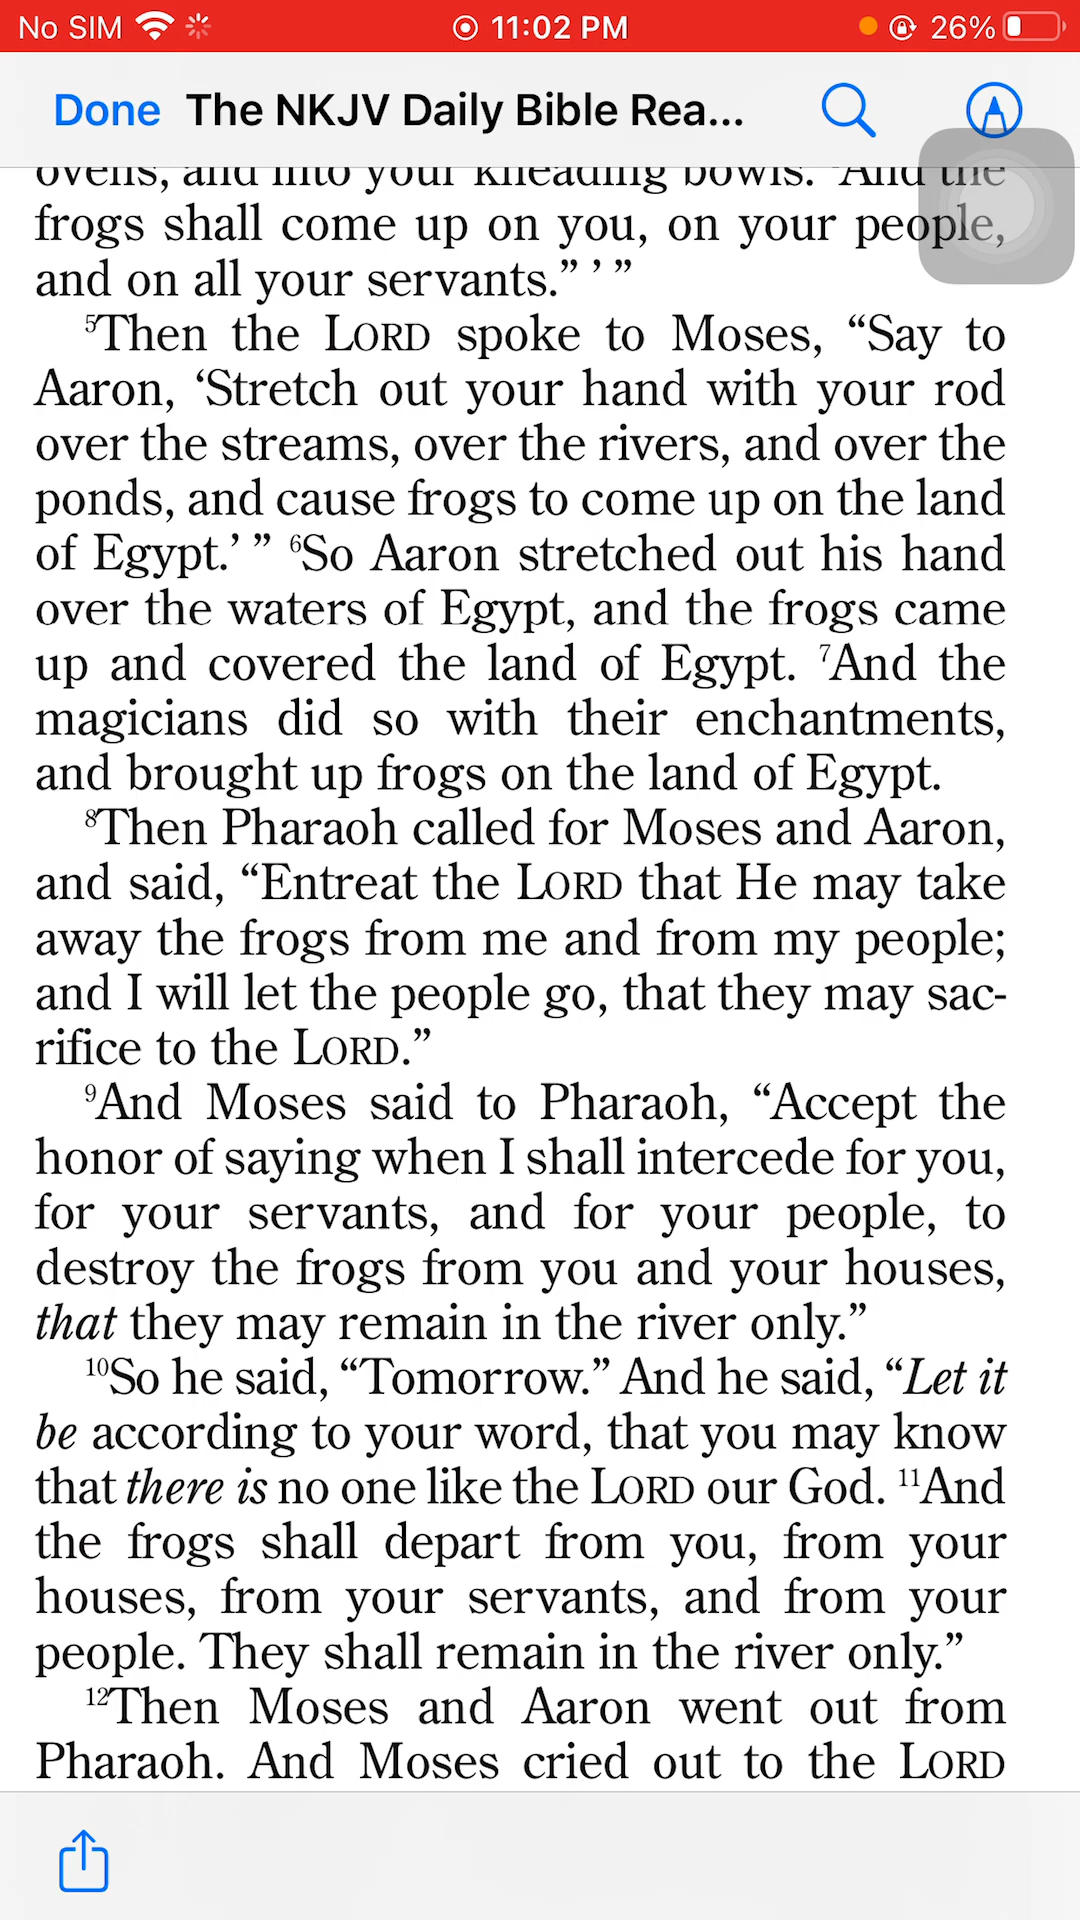 No SIM 11:02 PM 26%
Done The NKJV Daily Bible Rea...
ovens, and into your kneading bowls. ⁴And the
frogs shall come up on you, on your people,
and on all your servants.” ’ ”
⁵Then the LORD spoke to Moses, “Say to
Aaron, ‘Stretch out your hand with your rod
over the streams, over the rivers, and over the
ponds, and cause frogs to come up on the land
of Egypt.’ ” ⁶So Aaron stretched out his hand
over the waters of Egypt, and the frogs came
up and covered the land of Egypt. ⁷And the
magicians did so with their enchantments,
and brought up frogs on the land of Egypt.
⁸Then Pharaoh called for Moses and Aaron,
and said, “Entreat the LORD that He may take
away the frogs from me and from my people;
and I will let the people go, that they may sac-
rifice to the LORD.”
⁹And Moses said to Pharaoh, “Accept the
honor of saying when I shall intercede for you,
for your servants, and for your people, to
destroy the frogs from you and your houses,
that they may remain in the river only.”
¹⁰So he said, “Tomorrow.” And he said, “Let it
be according to your word, that you may know
that there is no one like the LORD our God. ¹¹And
the frogs shall depart from you, from your
houses, from your servants, and from your
people. They shall remain in the river only.”
¹²Then Moses and Aaron went out from
Pharaoh. And Moses cried out to the LORD